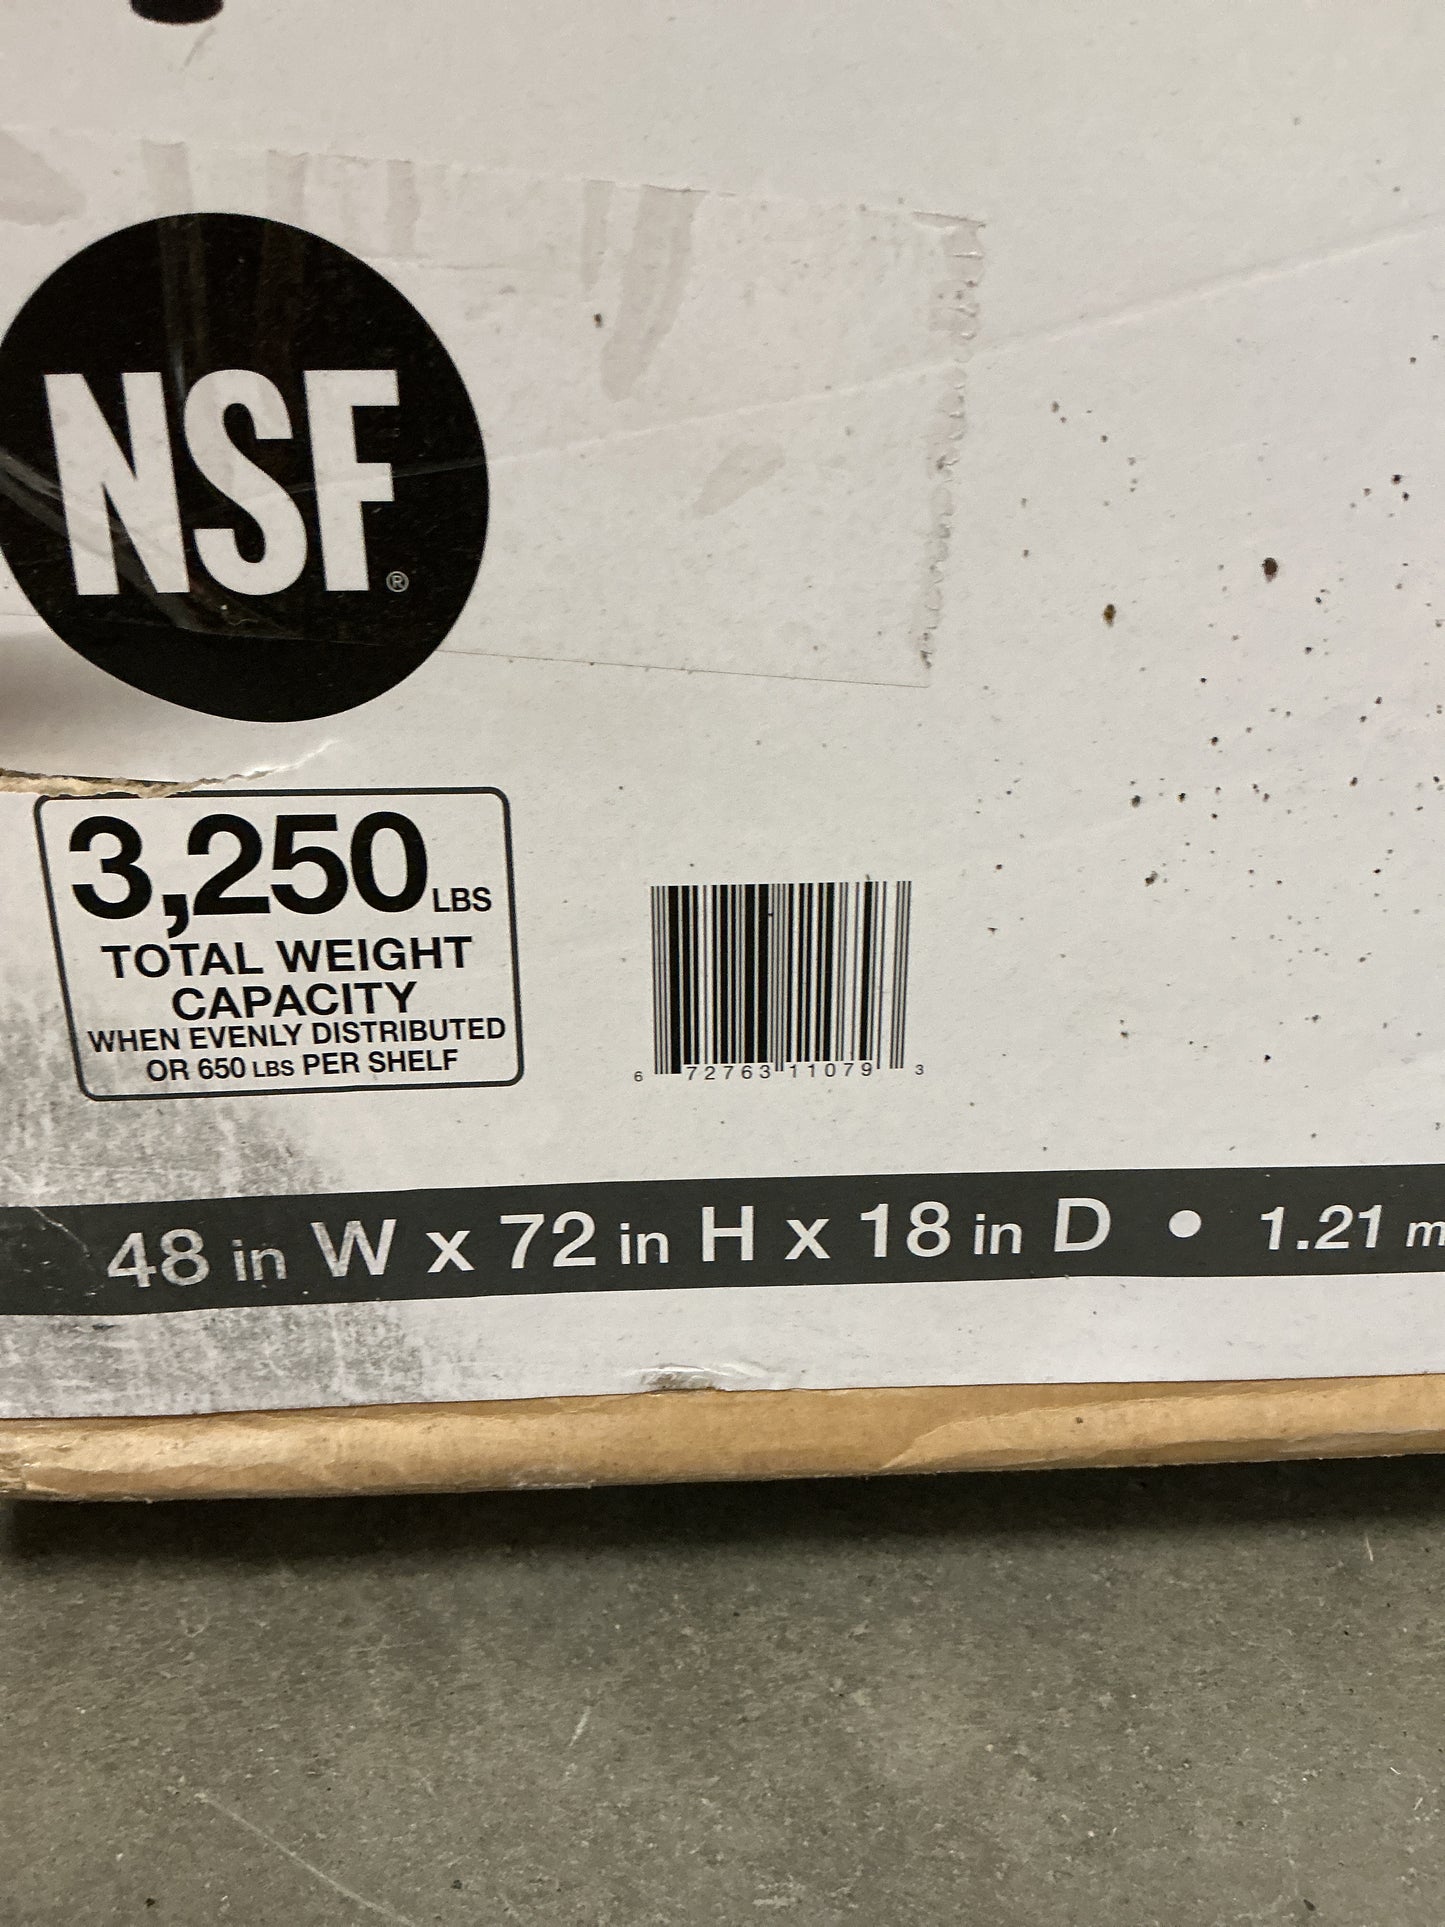 NSF®
3,250 LBS
TOTAL WEIGHT
CAPACITY
WHEN EVENLY DISTRIBUTED
OR 650 LBS PER SHELF
6 72763 11079 3
48 in W x 72 in H x 18 in D • 1.21 m